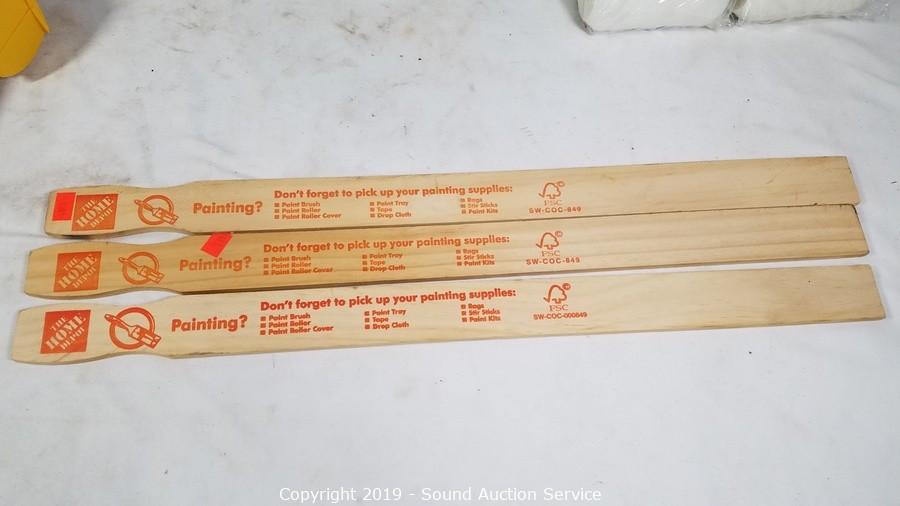 THE
HOME
DEPOT
Painting?
Don't forget to pick up your painting supplies:
■ Paint Brush ■ Paint Tray ■ Rags
■ Paint Roller ■ Tape ■ Stir Sticks
■ Paint Roller Cover ■ Drop Cloth ■ Paint Kits
FSC
SW-COC-849
THE
HOME
DEPOT
Painting?
Don't forget to pick up your painting supplies:
■ Paint Brush ■ Paint Tray ■ Rags
■ Paint Roller ■ Tape ■ Stir Sticks
■ Paint Roller Cover ■ Drop Cloth ■ Paint Kits
FSC
SW-COC-849
THE
HOME
DEPOT
Painting?
Don't forget to pick up your painting supplies:
■ Paint Brush ■ Paint Tray ■ Rags
■ Paint Roller ■ Tape ■ Stir Sticks
■ Paint Roller Cover ■ Drop Cloth ■ Paint Kits
FSC
SW-COC-000849
Copyright 2019 - Sound Auction Service